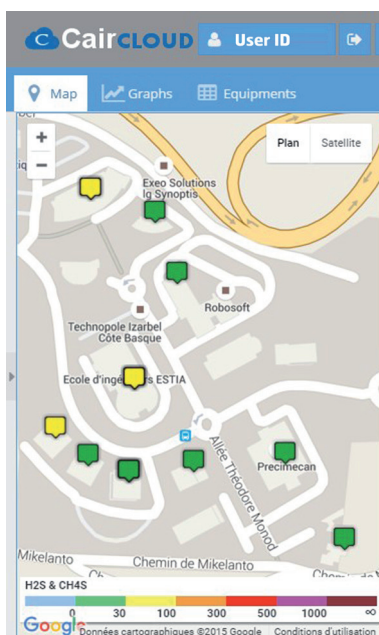 CairCLOUD
User ID
Map
Graphs
Equipments
+
−
Plan
Satellite
Exeo Solutions
Ig Synoptis
Robosoft
Technopole Izarbel
Côte Basque
Ecole d'ingénieurs ESTIA
Allée Théodore Monod
Precimecan
Mikelanto
Chemin de Mikelanto
H2S & CH4S
0 30 100 300 500 1000 ∞
Google
Données cartographiques ©2015 Google
Conditions d'utilisation